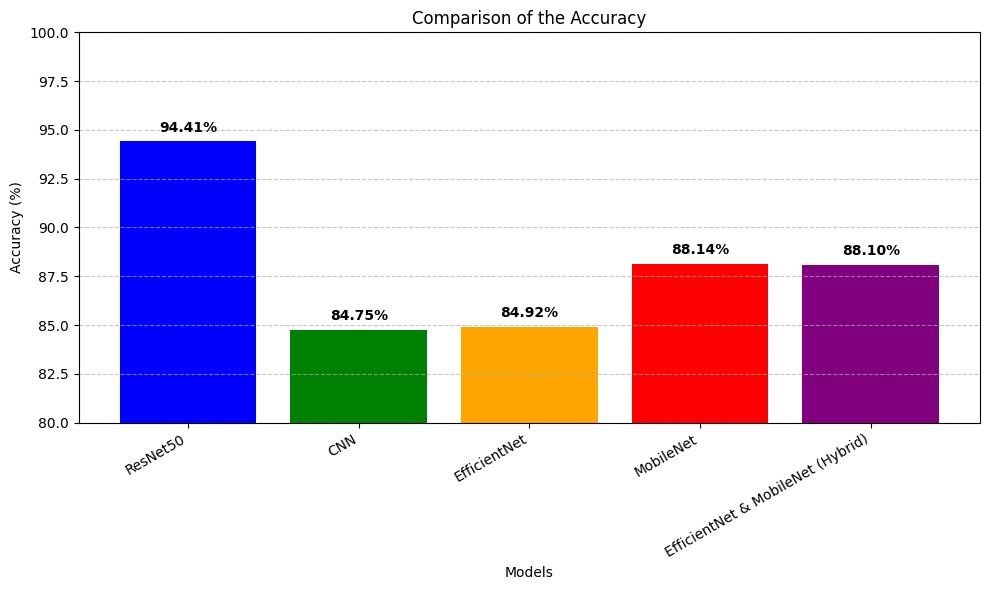 Comparison of the Accuracy
Accuracy (%)
100.0
97.5
95.0
92.5
90.0
87.5
85.0
82.5
80.0
94.41%
84.75%
84.92%
88.14%
88.10%
ResNet50
CNN
EfficientNet
MobileNet
EfficientNet & MobileNet (Hybrid)
Models